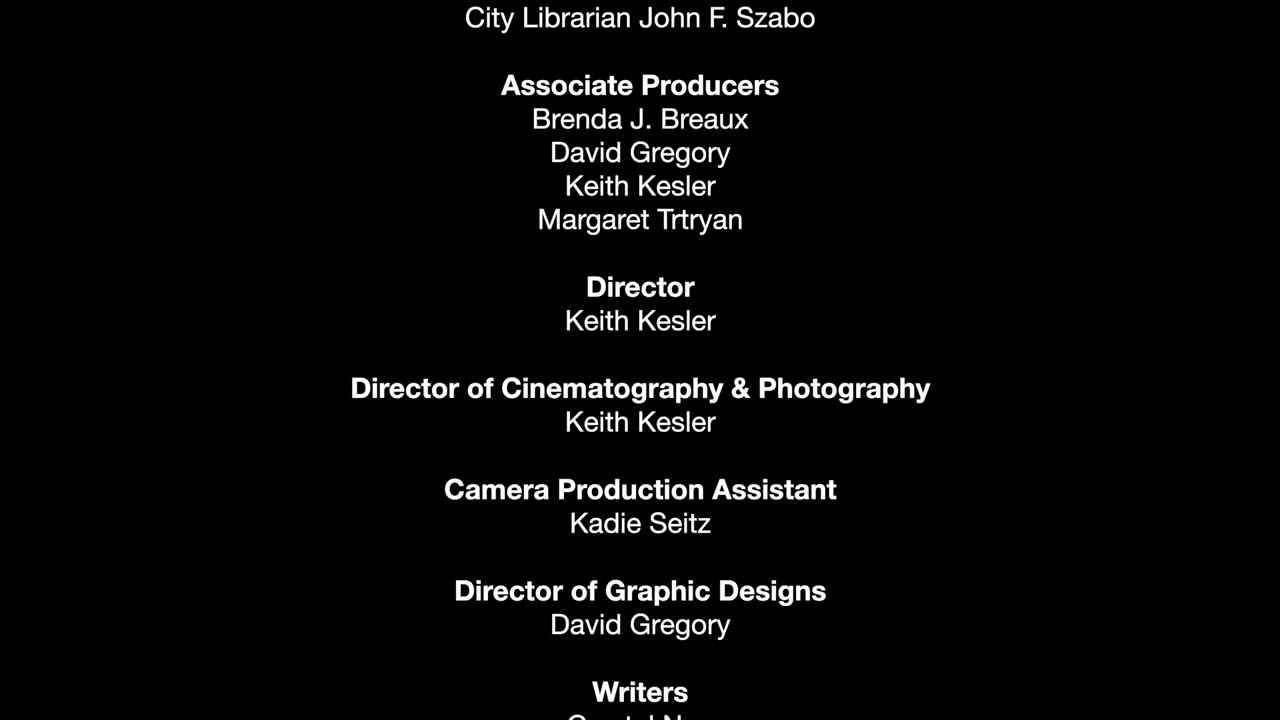 City Librarian John F. Szabo
Associate Producers
Brenda J. Breaux
David Gregory
Keith Kesler
Margaret Trtryan
Director
Keith Kesler
Director of Cinematography & Photography
Keith Kesler
Camera Production Assistant
Kadie Seitz
Director of Graphic Designs
David Gregory
Writers